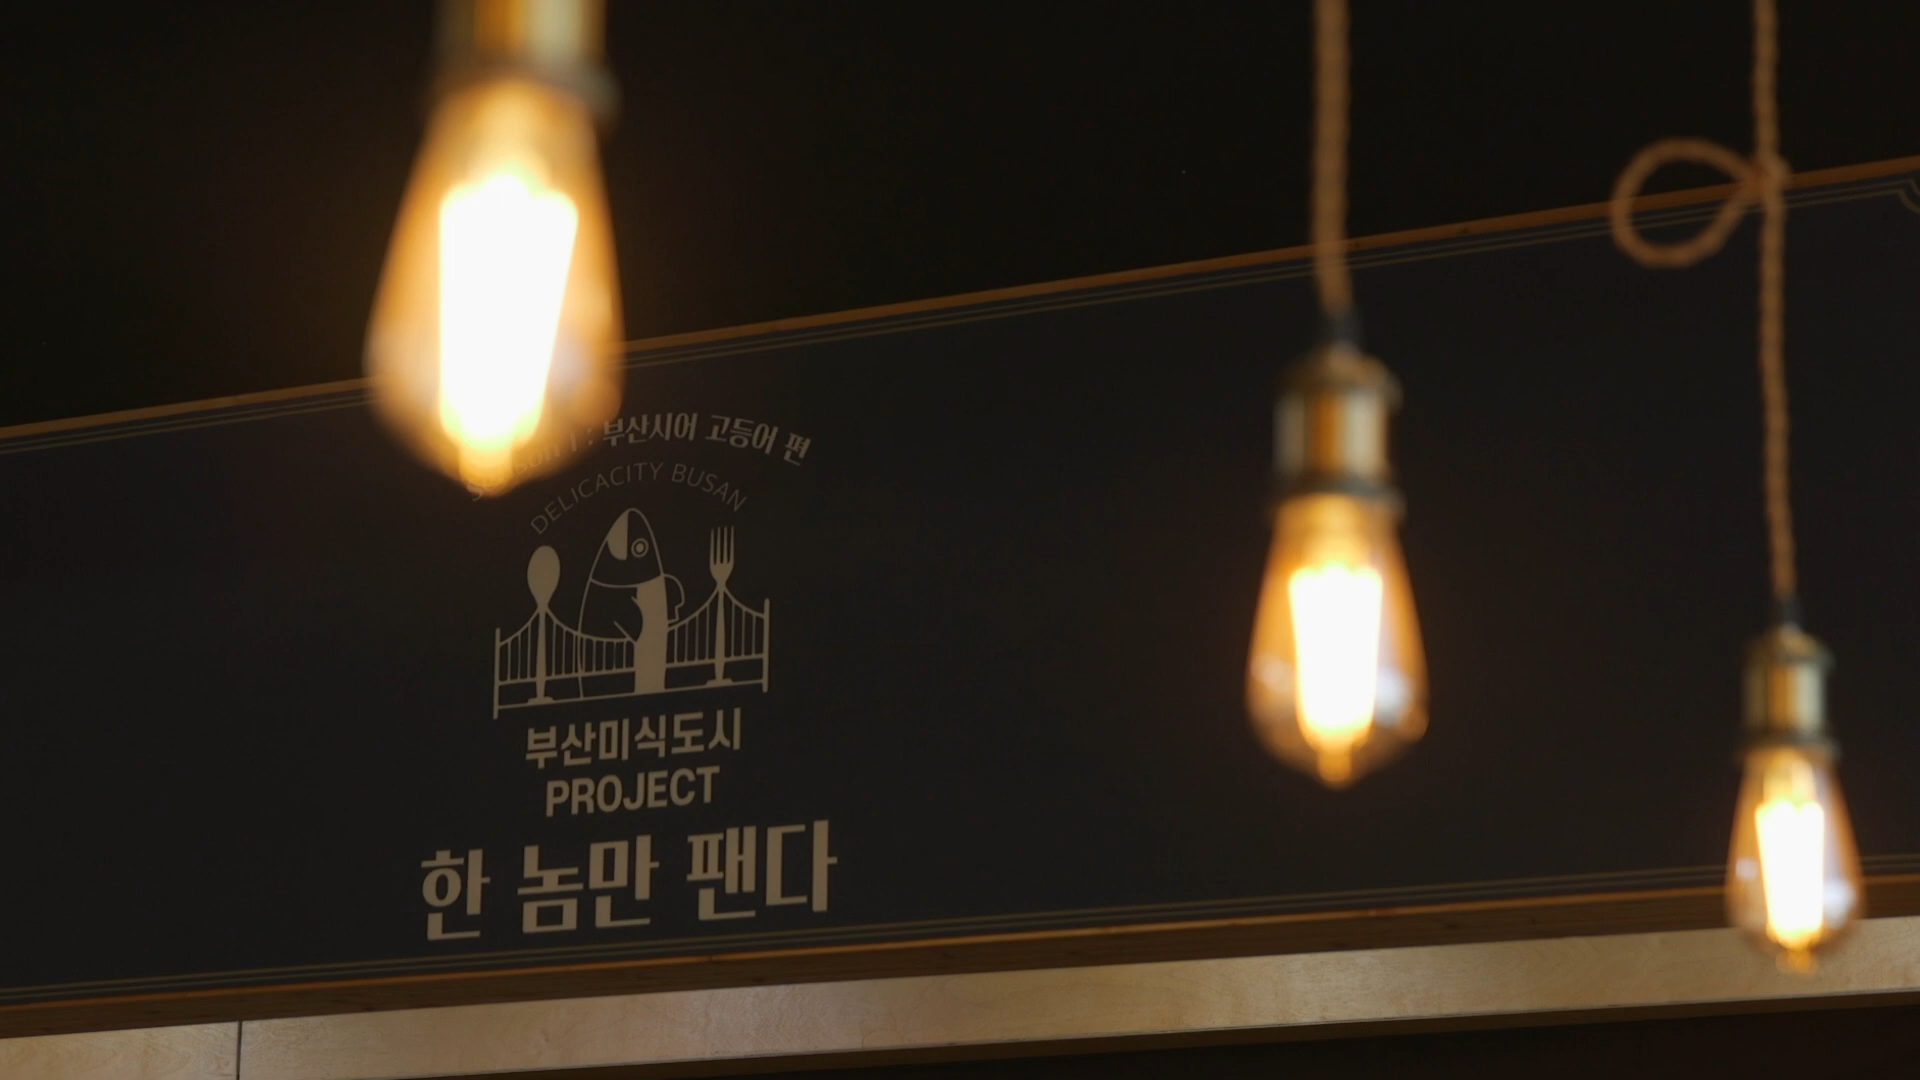 : 부산시어 고등어 편
DELICACITY BUSAN
부산미식도시
PROJECT
한 놈만 팬다